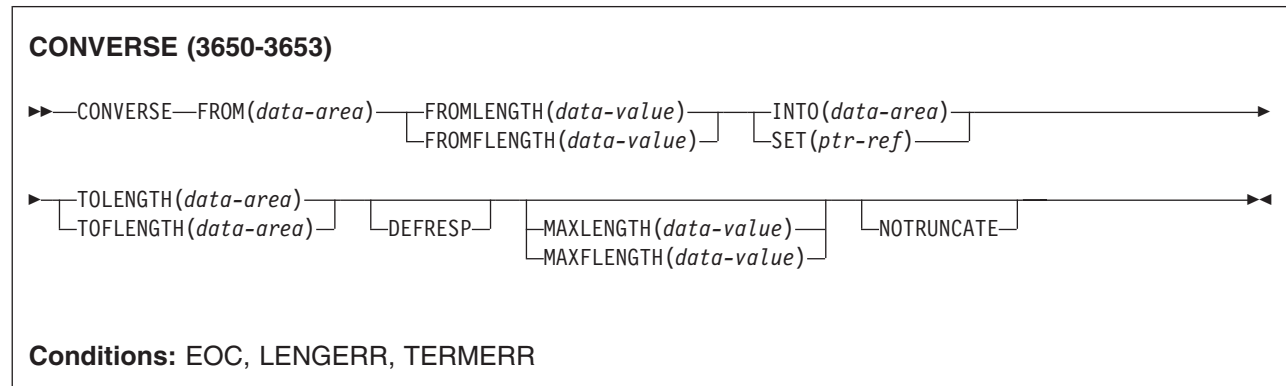 CONVERSE (3650-3653)
CONVERSE FROM(data-area) FROMLENGTH(data-value) INTO(data-area)
FROMFLENGTH(data-value) SET(ptr-ref)
TOLENGTH(data-area)
TOFLENGTH(data-area) DEFRESP MAXLENGTH(data-value) NOTRUNCATE
MAXFLENGTH(data-value)
Conditions: EOC, LENGERR, TERMERR